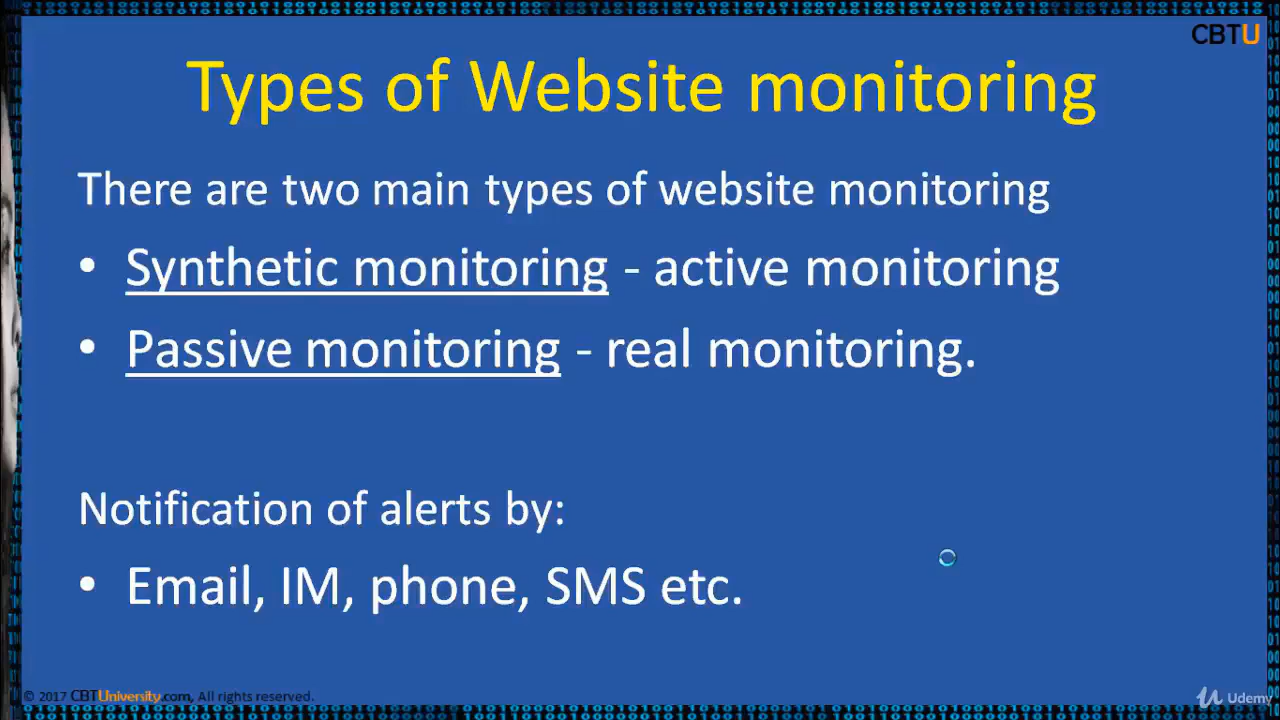 CBTU
Types of Website monitoring
There are two main types of website monitoring
• Synthetic monitoring - active monitoring
• Passive monitoring - real monitoring.
Notification of alerts by:
• Email, IM, phone, SMS etc.
© 2017 CBTUniversity.com, All rights reserved.
Udemy